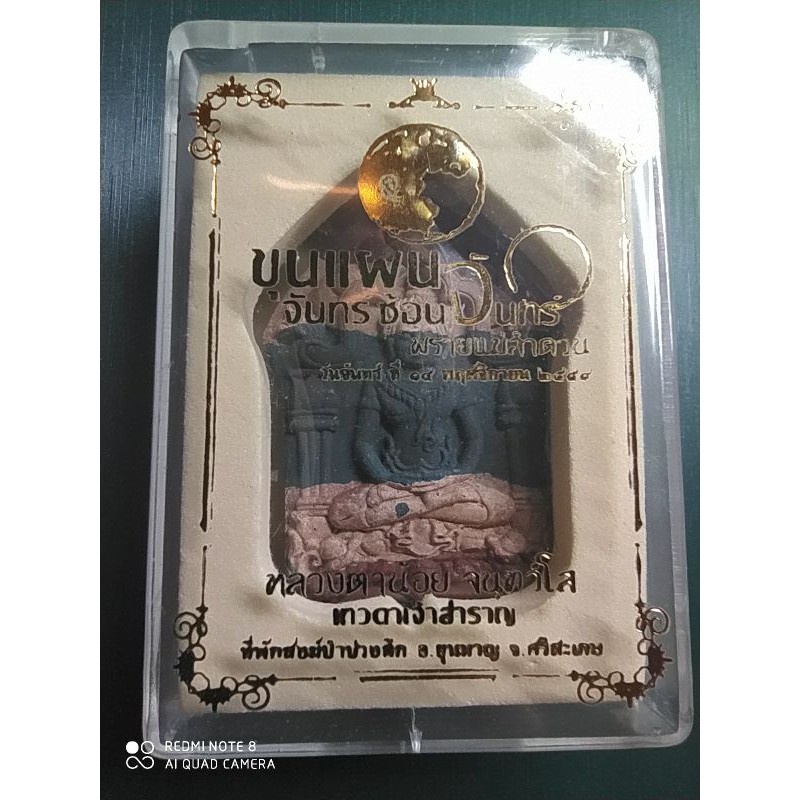 ขุนแผน
จันทร ซ้อน จันทร์
พรายแม่คำดวน
วันจันทร์ ที่ ๑๔ พฤศจิกายน ๒๕๕๙
หลวงตาน้อย จนฺทาโส
เทวดาเจ้าสำราญ
ที่พักสงฆ์ป่าปวงตึก อ.ขุนหาญ จ.ศรีสะเกษ
REDMI NOTE 8
AI QUAD CAMERA